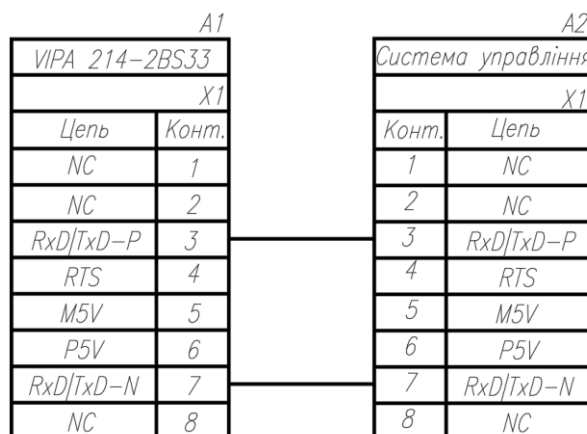 A1
VIPA 214-2BS33
X1
Цепь Конт.
NC 1
NC 2
RxD/TxD-P 3
RTS 4
M5V 5
P5V 6
RxD/TxD-N 7
NC 8
A2
Система управління
X1
Конт. Цепь
1 NC
2 NC
3 RxD/TxD-P
4 RTS
5 M5V
6 P5V
7 RxD/TxD-N
8 NC